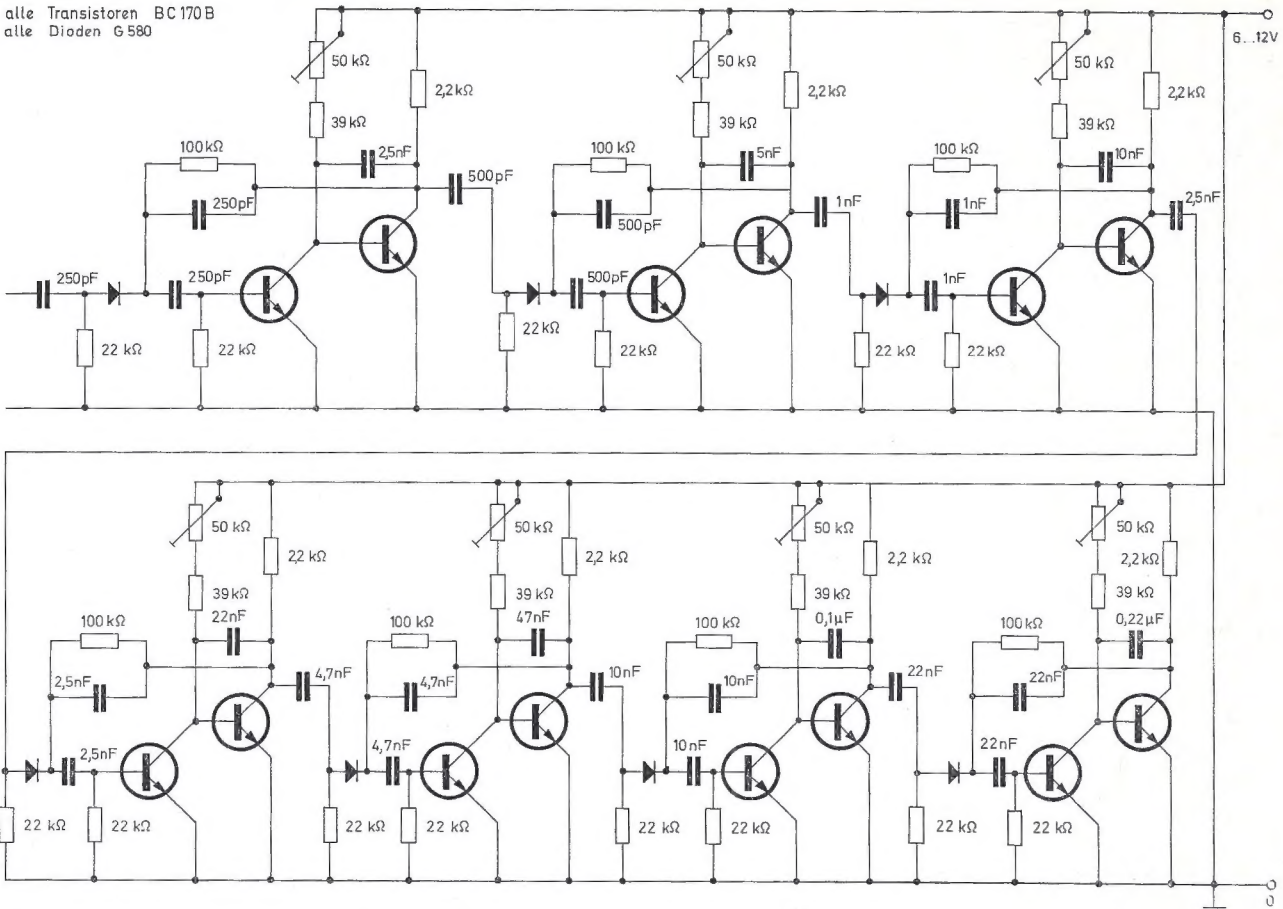 alle Transistoren BC 170 B
alle Dioden G 580
6...12V
50 kΩ
2,2 kΩ
39 kΩ
100 kΩ
2,5nF
250pF
500pF
250pF
250pF
22 kΩ
22 kΩ
50 kΩ
2,2 kΩ
39 kΩ
100 kΩ
5nF
500pF
1nF
500pF
22 kΩ
22 kΩ
50 kΩ
2,2 kΩ
39 kΩ
100 kΩ
10nF
1nF
2,5nF
1nF
22 kΩ
22 kΩ
50 kΩ
2,2 kΩ
39 kΩ
22nF
100 kΩ
2,5nF
4,7nF
2,5nF
22 kΩ
22 kΩ
50 kΩ
2,2 kΩ
39 kΩ
47nF
100 kΩ
4,7nF
10nF
4,7nF
22 kΩ
22 kΩ
50 kΩ
2,2 kΩ
39 kΩ
0,1µF
100 kΩ
10nF
22nF
10nF
22 kΩ
22 kΩ
50 kΩ
2,2 kΩ
39 kΩ
0,22µF
100 kΩ
22nF
22nF
22 kΩ
22 kΩ
0